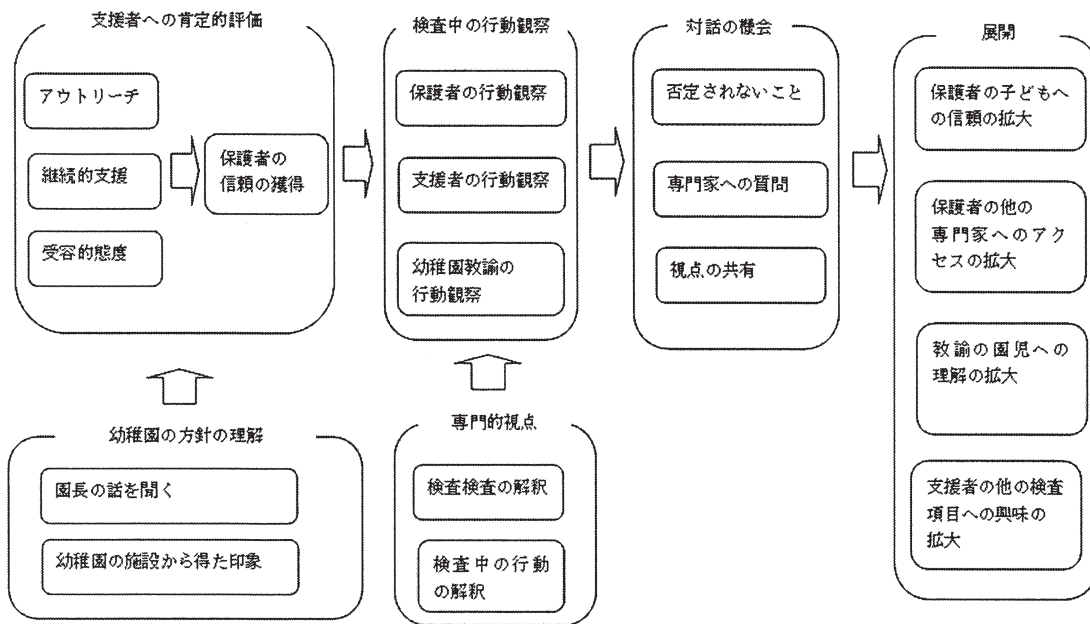 支援者への肯定的評価
アウトリーチ
継続的支援
受容的態度
保護者の
信頼の獲得
検査中の行動観察
保護者の行動観察
支援者の行動観察
幼稚園教諭の
行動観察
対話の機会
否定されないこと
専門家への質問
視点の共有
展開
保護者の子どもへ
の信頼の拡大
保護者の他の
専門家へのアク
セスの拡大
教諭の園児への
理解の拡大
支援者の他の検査
項目への興味の
拡大
幼稚園の方針の理解
園長の話を聞く
幼稚園の施設から得た印象
専門的視点
検査検査の解釈
検査中の行動
の解釈